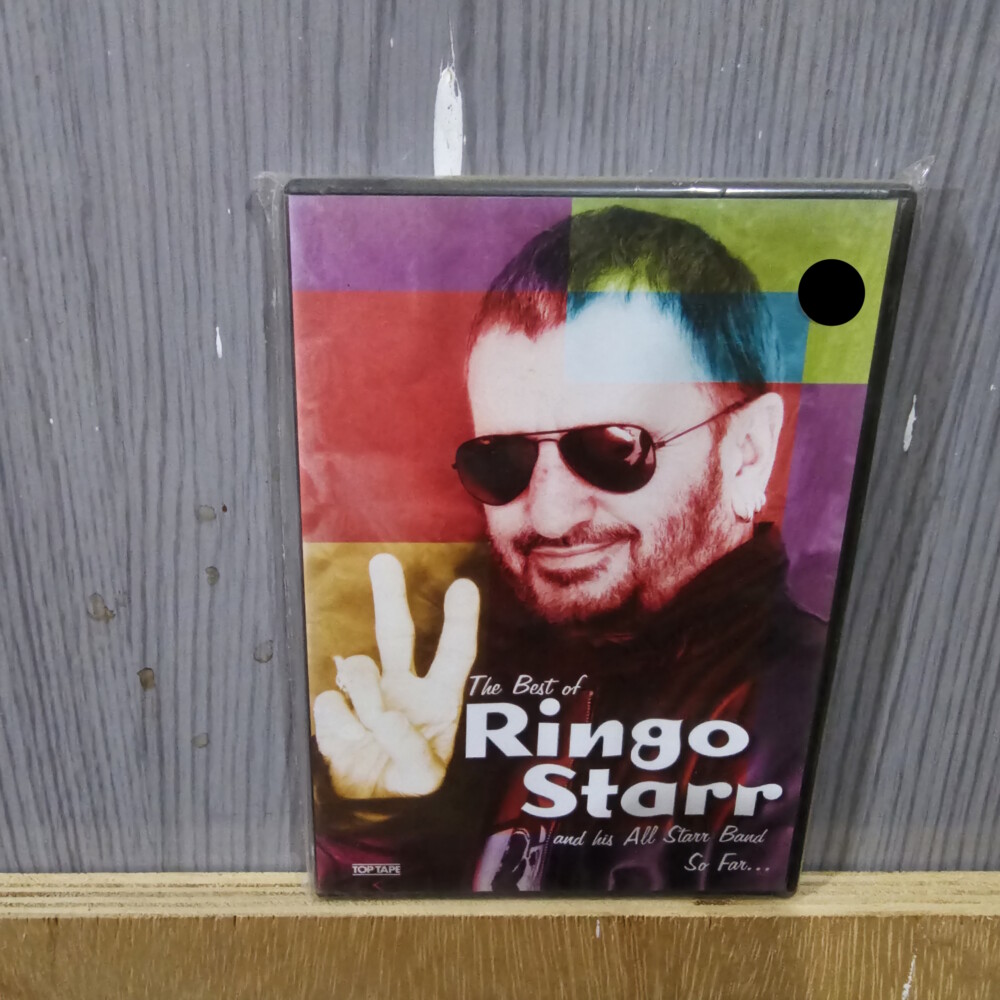 The Best of
Ringo
Starr
and his All Starr Band
So Far...
TOP TAPE